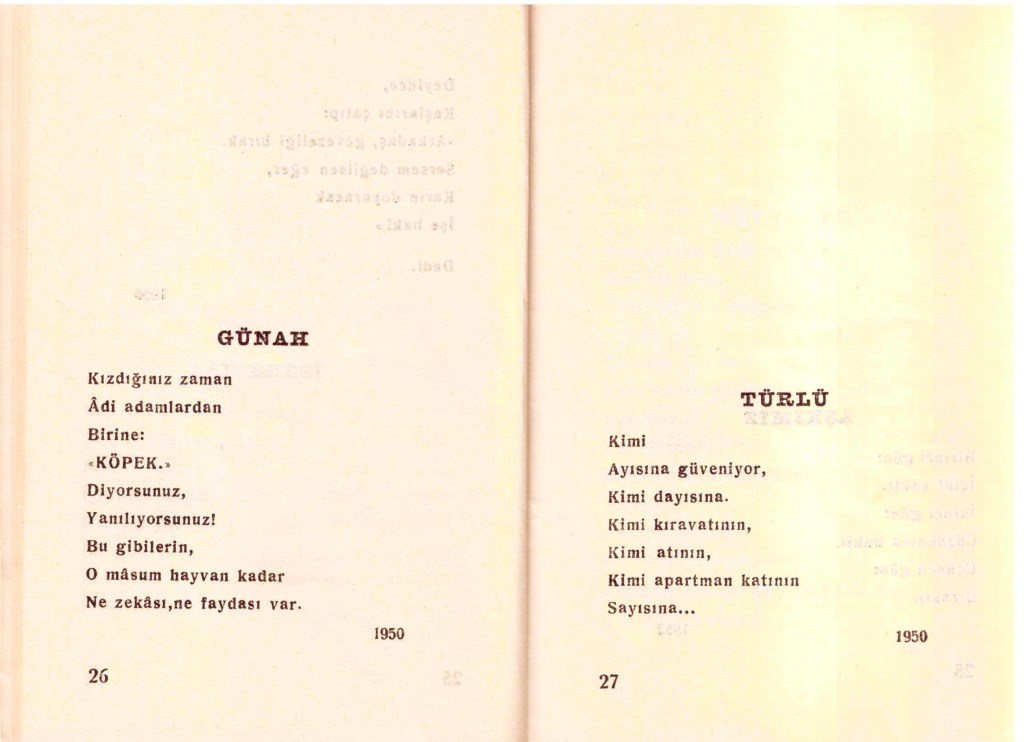 GÜNAH
Kızdığınız zaman
Âdi adamlardan
Birine:
«KÖPEK.»
Diyorsunuz,
Yanılıyorsunuz!
Bu gibilerin,
O mâsum hayvan kadar
Ne zekâsı,ne faydası var.
1950
26
TÜRLÜ
Kimi
Ayısına güveniyor,
Kimi dayısına.
Kimi kıravatının,
Kimi atının,
Kimi apartman katının
Sayısına...
1950
27